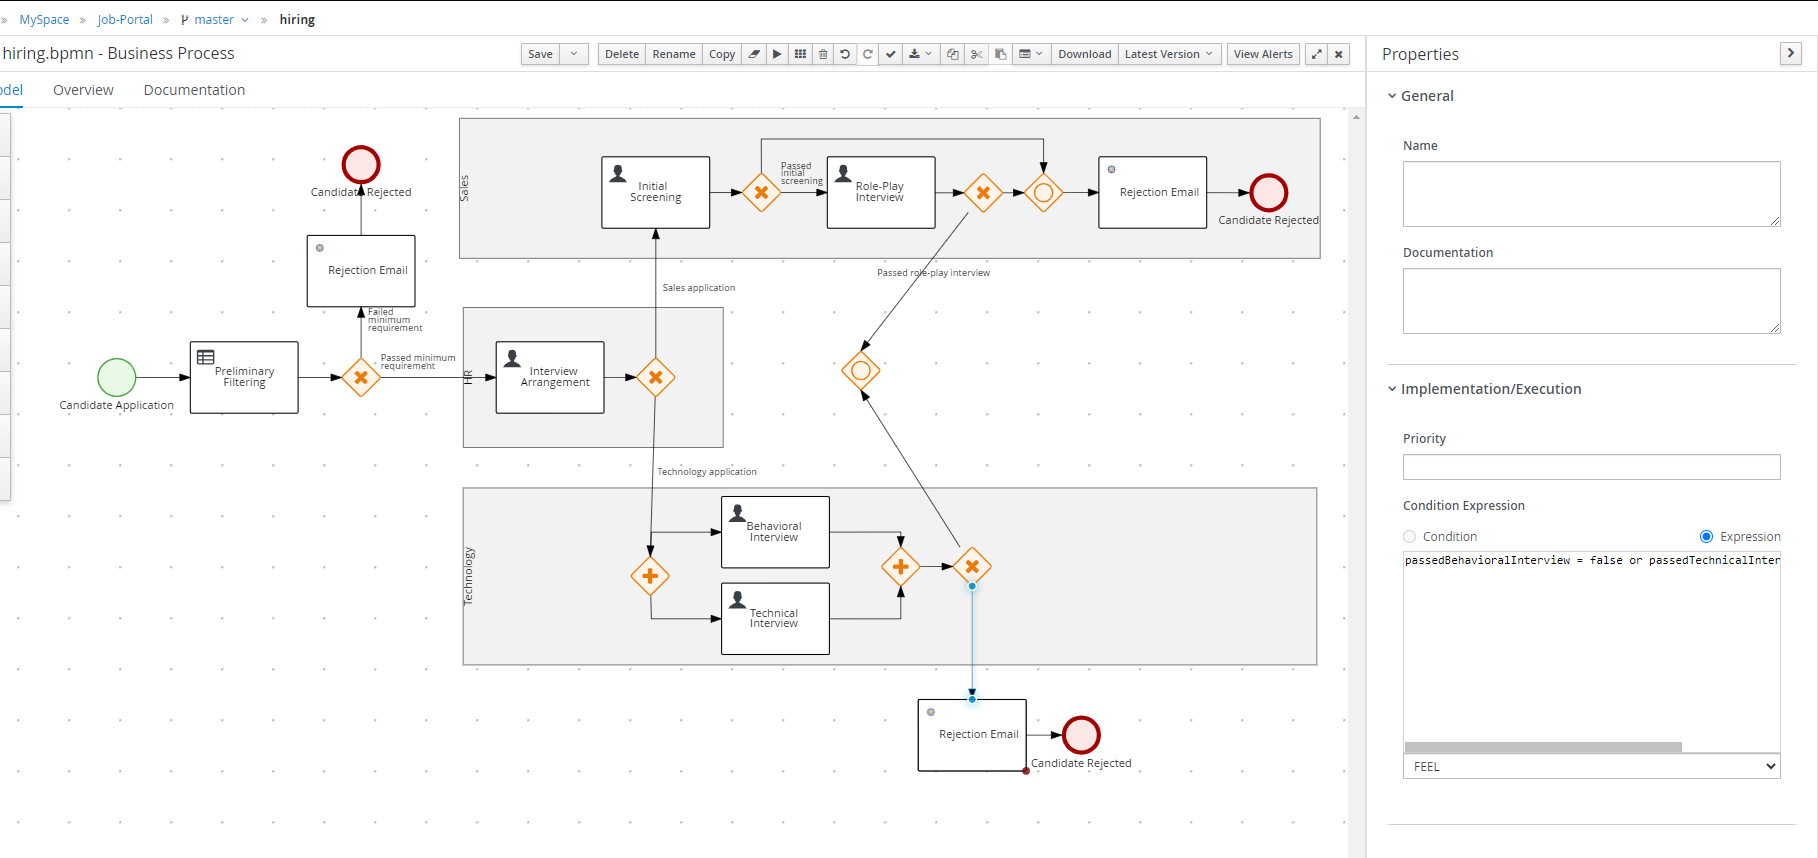 » MySpace » Job-Portal » master » hiring
hiring.bpmn - Business Process
Save
Delete
Rename
Copy
Download
Latest Version
View Alerts
Overview
Documentation
Candidate Rejected
Rejection Email
Failed
minimum
requirement
Passed minimum
requirement
Candidate Application
Preliminary
Filtering
HR
Interview
Arrangement
Sales application
Technology application
Sales
Initial
Screening
Passed
initial
screening
Role-Play
Interview
Rejection Email
Candidate Rejected
Passed role-play interview
Technology
Behavioral
Interview
Technical
Interview
Rejection Email
Candidate Rejected
Properties
General
Name
Documentation
Implementation/Execution
Priority
Condition Expression
Condition
Expression
passedBehavioralInterview = false or passedTechnicalInter
FEEL